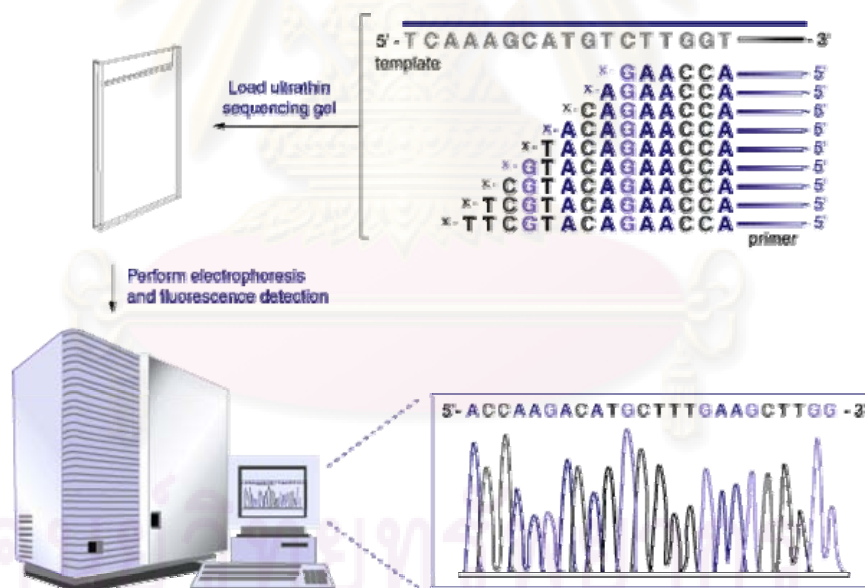 5'-TCAAAGCATGTCTTGGT-3'
template
Load ultrathin
sequencing gel
x-GAACCA-5'
x-AGAACCA-5'
x-CAGAACCA-5'
x-ACAGAACCA-5'
x-TACAGAACCA-5'
x-GTACAGAACCA-5'
x-CGTACAGAACCA-5'
x-TCGTACAGAACCA-5'
x-TTCGTACAGAACCA-5'
primer
Perform electrophoresis
and fluorescence detection
5'-ACCAAGACATGCTTTGAAGCTTGG-3'